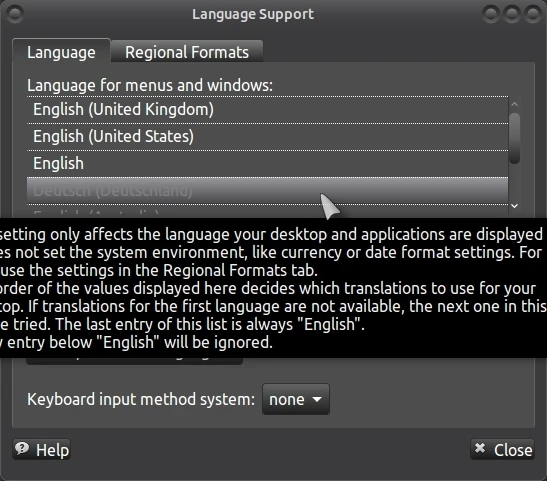 Language Support
Language
Regional Formats
Language for menus and windows:
English (United Kingdom)
English (United States)
English
Deutsch (Deutschland)
English (Australia)
setting only affects the language your desktop and applications are displayed
es not set the system environment, like currency or date format settings. For
use the settings in the Regional Formats tab.
order of the values displayed here decides which translations to use for your
top. If translations for the first language are not available, the next one in this
e tried. The last entry of this list is always "English".
y entry below "English" will be ignored.
Keyboard input method system:
none
Help
Close